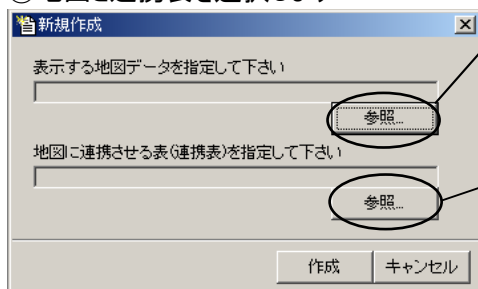 新規作成
表示する地図データを指定して下さい
参照...
地図に連携させる表(連携表)を指定して下さい
参照...
作成
キャンセル